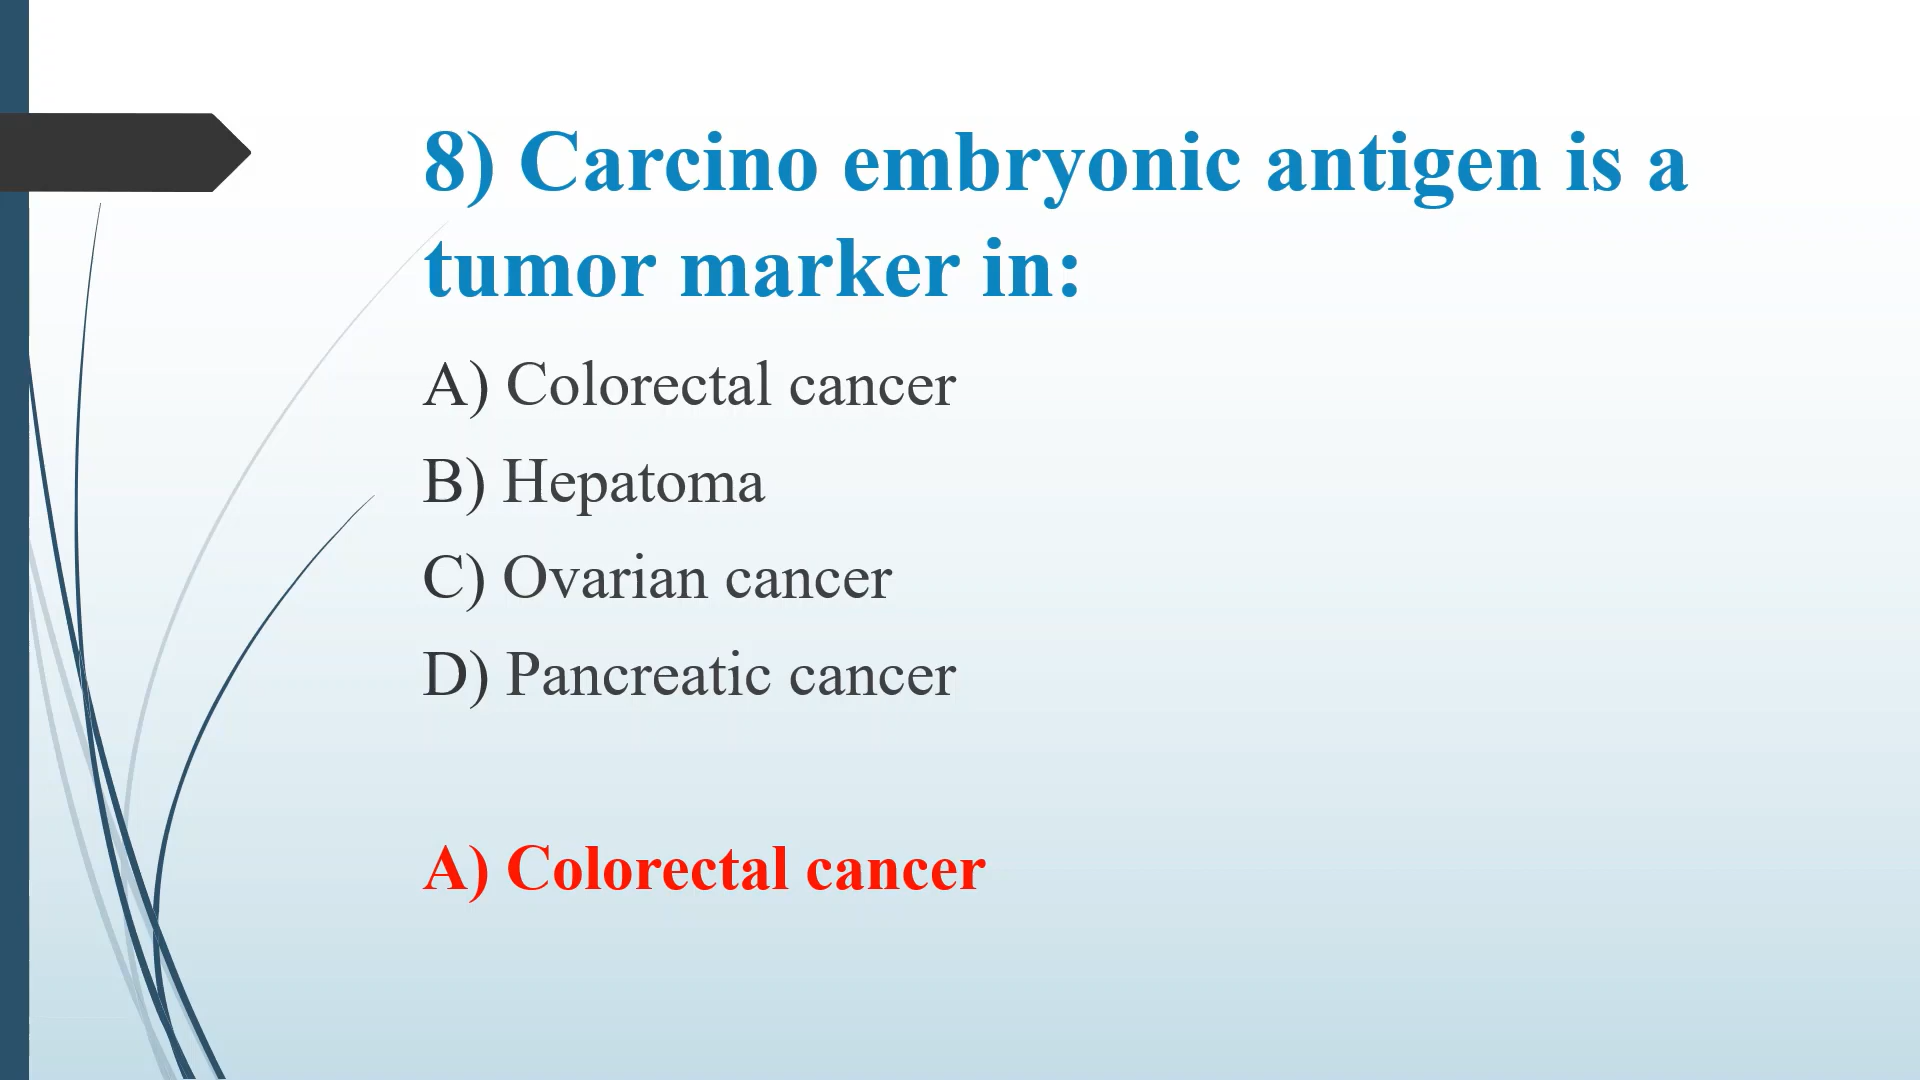 8) Carcino embryonic antigen is a
tumor marker in:
A) Colorectal cancer
B) Hepatoma
C) Ovarian cancer
D) Pancreatic cancer
A) Colorectal cancer